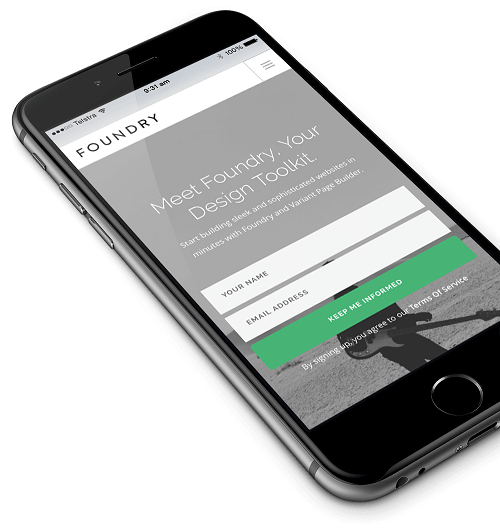 Telstra 9:31 am 100%
FOUNDRY
Meet Foundry, Your
Design Toolkit.
Start building sleek and sophisticated websites in
minutes with Foundry and Variant Page Builder.
YOUR NAME
EMAIL ADDRESS
KEEP ME INFORMED
By signing up, you agree to our Terms Of Service